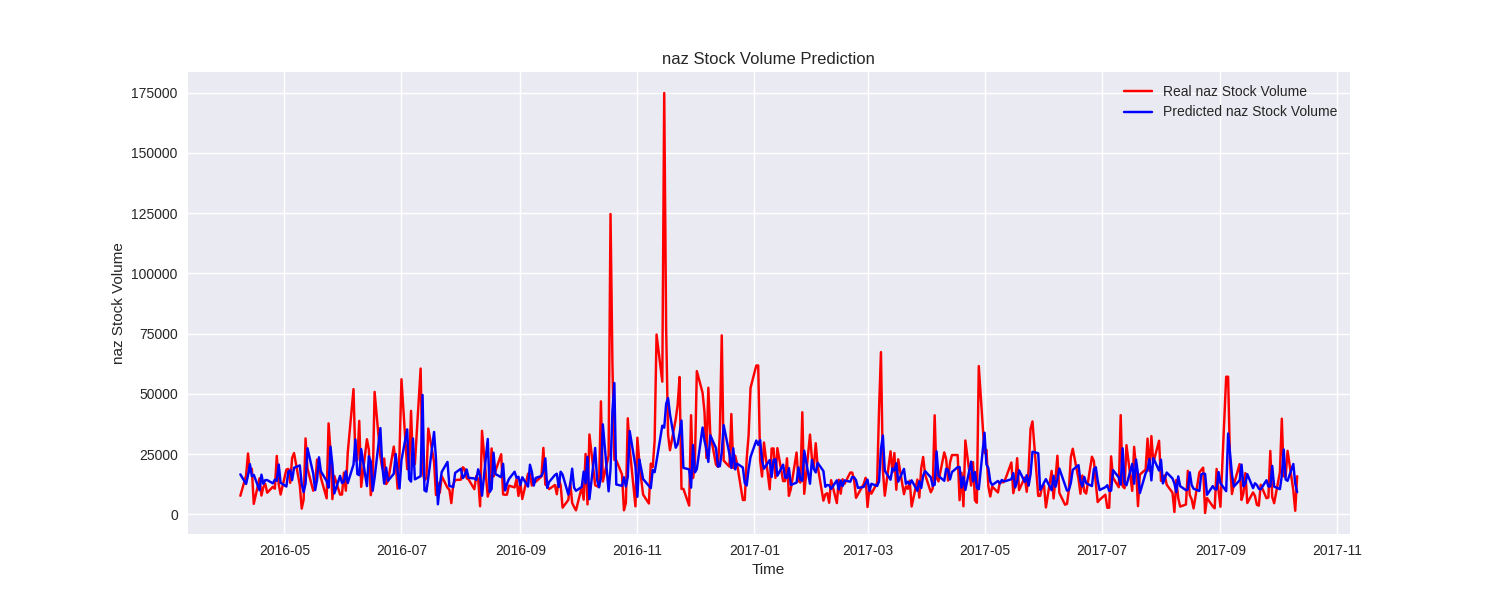 naz Stock Volume Prediction
Real naz Stock Volume
Predicted naz Stock Volume
naz Stock Volume
175000
150000
125000
100000
75000
50000
25000
0
2016-05 2016-07 2016-09 2016-11 2017-01 2017-03 2017-05 2017-07 2017-09 2017-11
Time